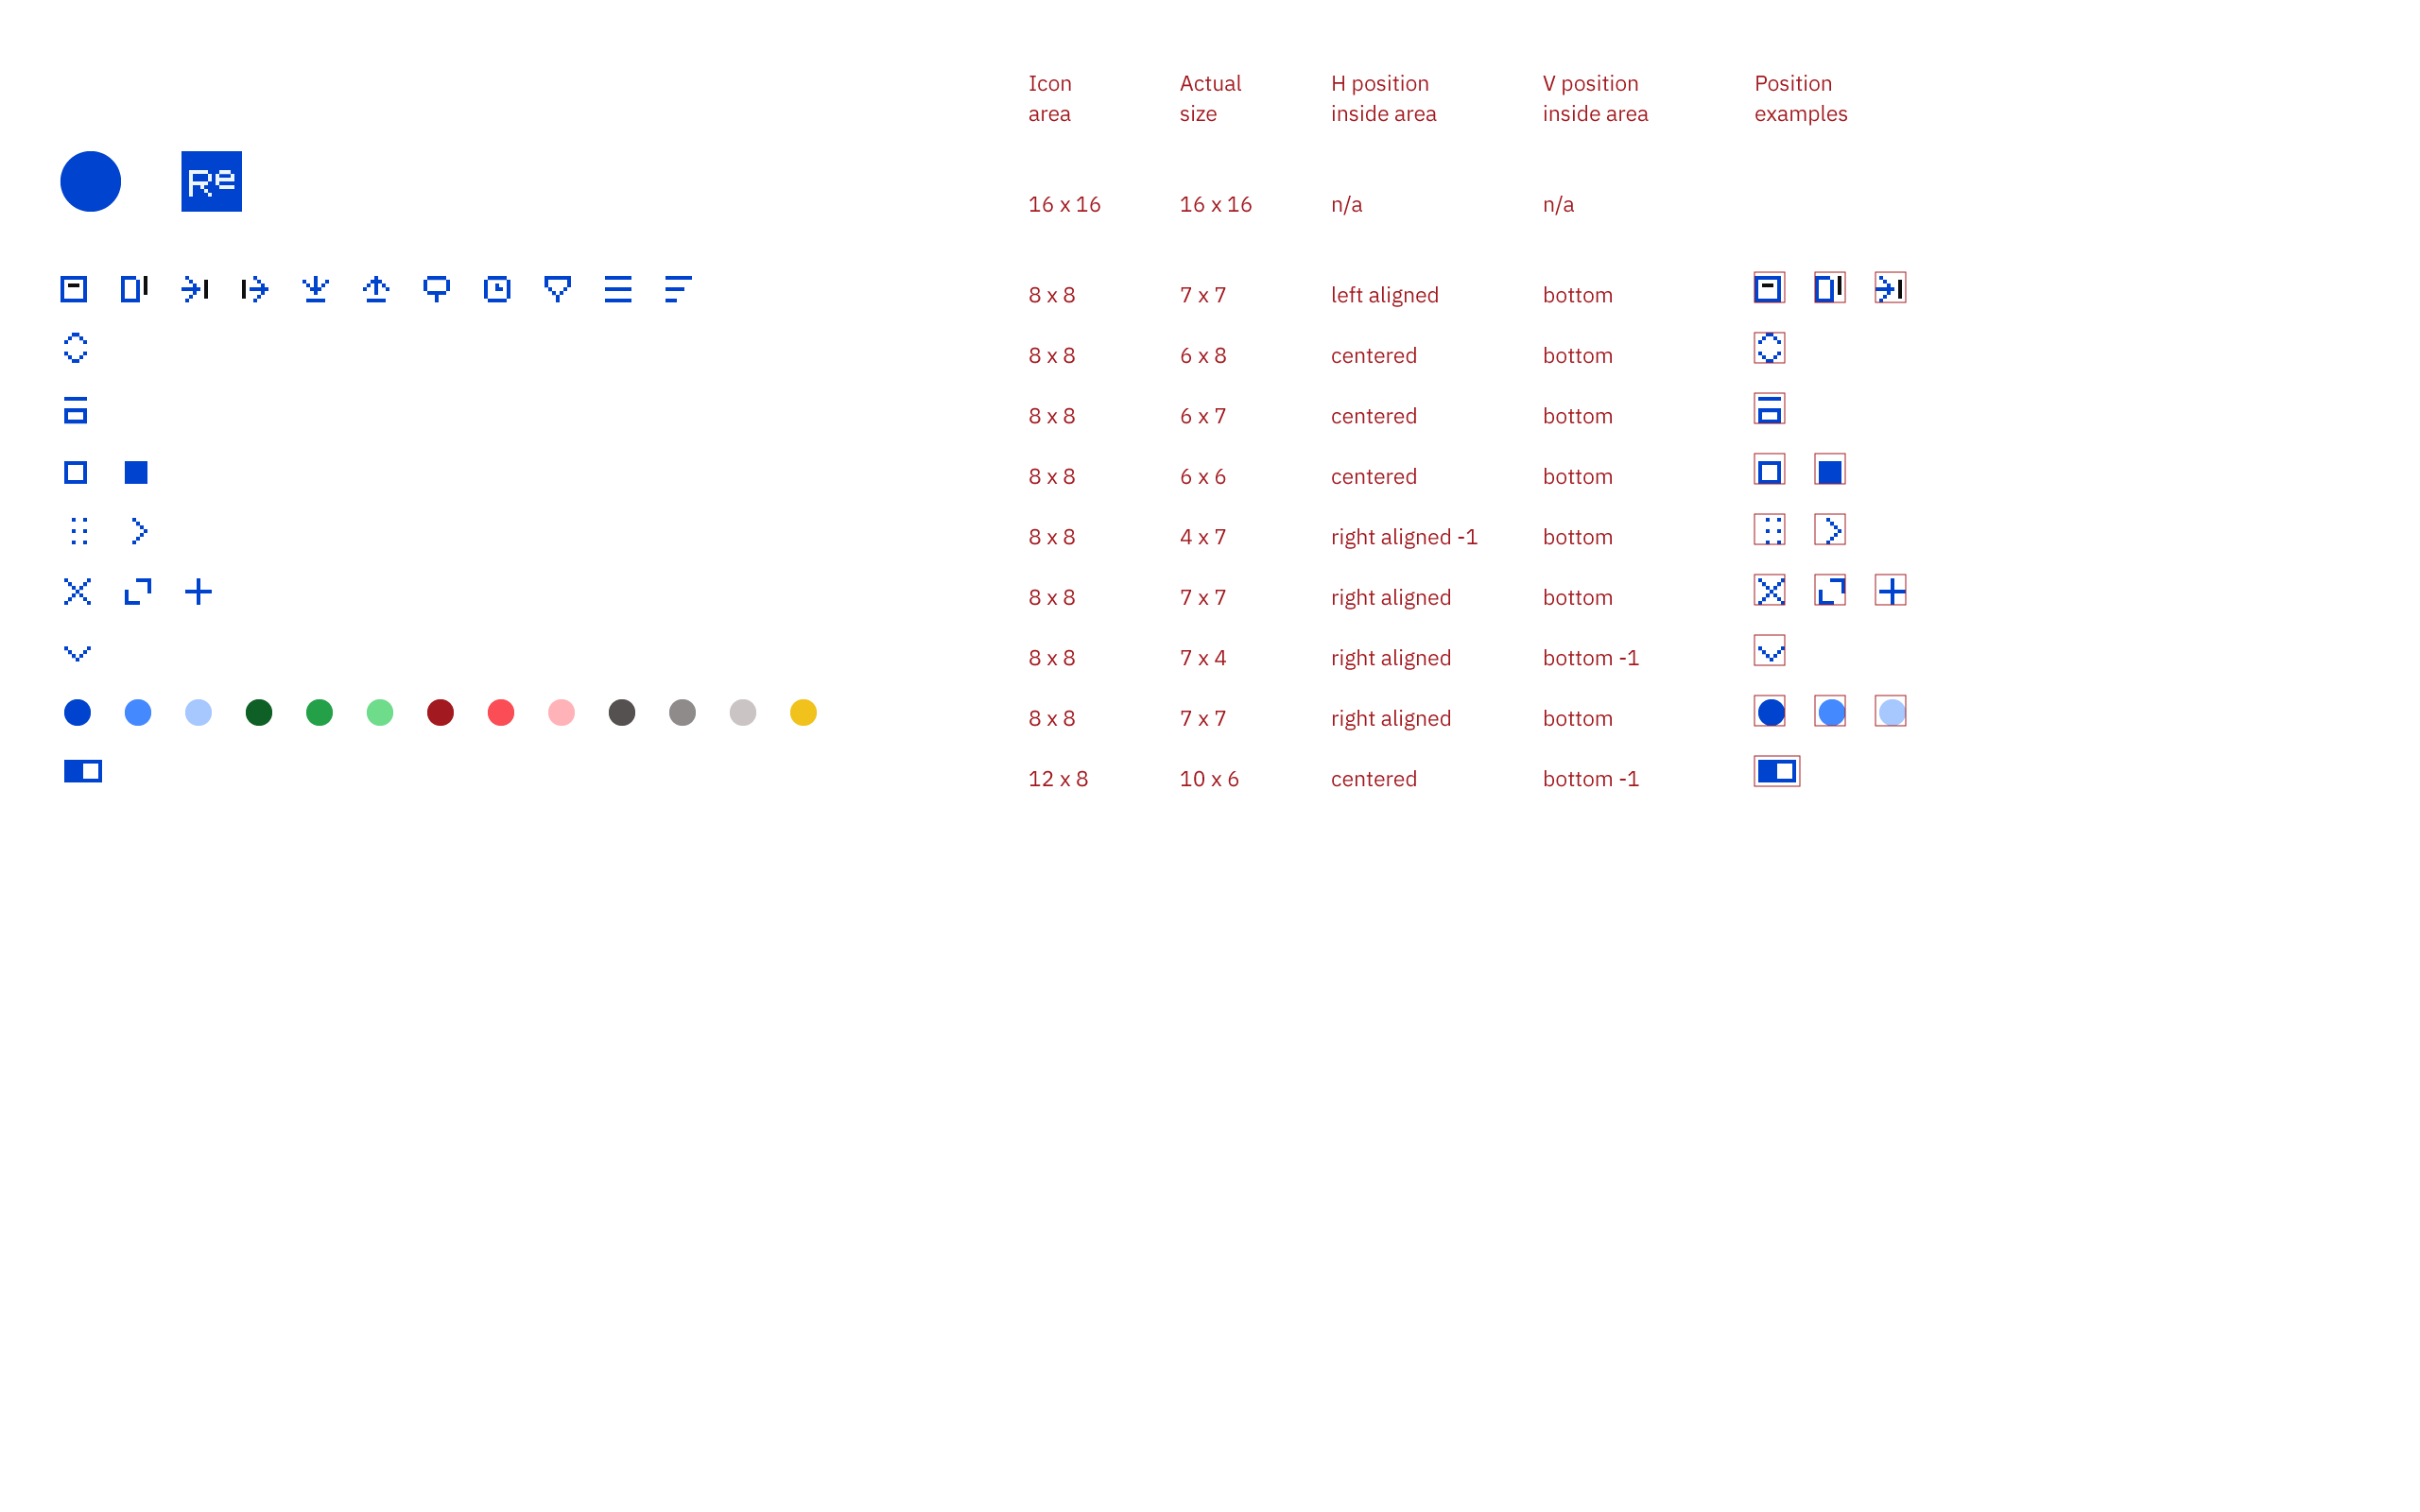 Icon area Actual size H position inside area V position inside area Position examples
Re
16 x 16 16 x 16 n/a n/a
8 x 8 7 x 7 left aligned bottom
8 x 8 6 x 8 centered bottom
8 x 8 6 x 7 centered bottom
8 x 8 6 x 6 centered bottom
8 x 8 4 x 7 right aligned -1 bottom
8 x 8 7 x 7 right aligned bottom
8 x 8 7 x 4 right aligned bottom -1
8 x 8 7 x 7 right aligned bottom
12 x 8 10 x 6 centered bottom -1